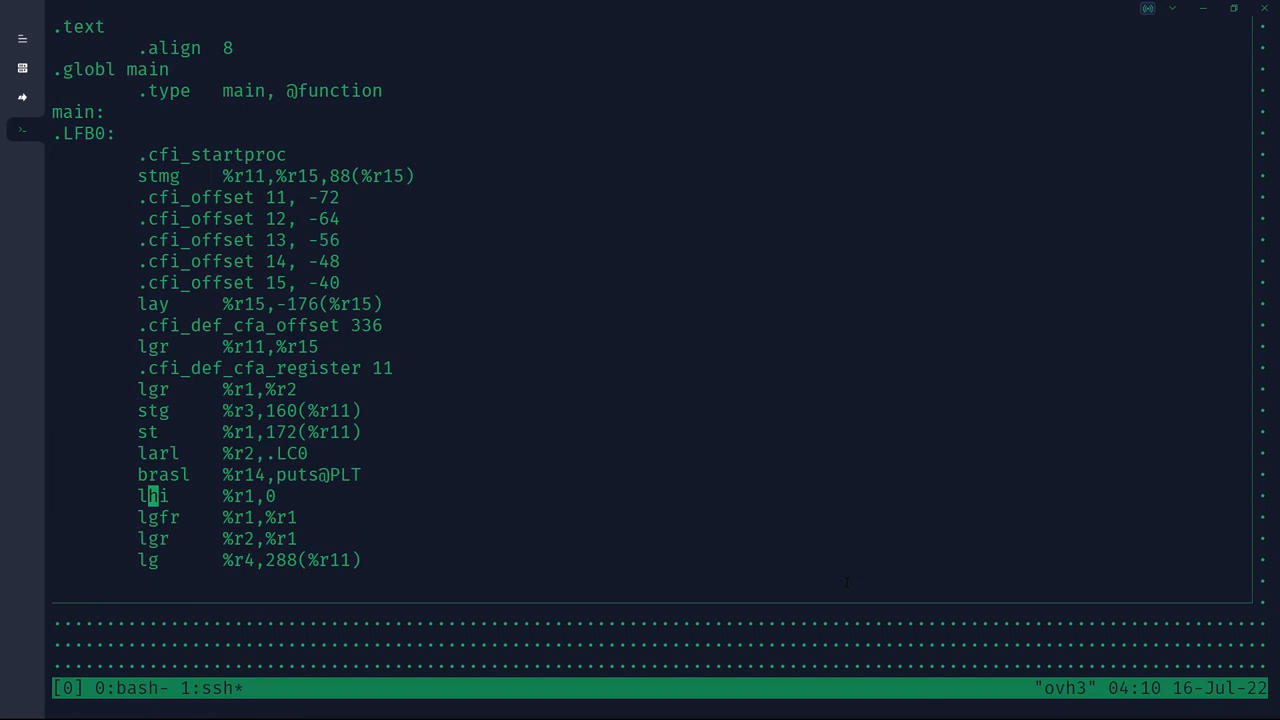 .text
.align 8
.globl main
.type main, @function
main:
.LFB0:
.cfi_startproc
stmg %r11,%r15,88(%r15)
.cfi_offset 11, -72
.cfi_offset 12, -64
.cfi_offset 13, -56
.cfi_offset 14, -48
.cfi_offset 15, -40
lay %r15,-176(%r15)
.cfi_def_cfa_offset 336
lgr %r11,%r15
.cfi_def_cfa_register 11
lgr %r1,%r2
stg %r3,160(%r11)
st %r1,172(%r11)
larl %r2,.LC0
brasl %r14,puts@PLT
lhi %r1,0
lgfr %r1,%r1
lgr %r2,%r1
lg %r4,288(%r11)
[0] 0:bash- 1:ssh* "ovh3" 04:10 16-Jul-22